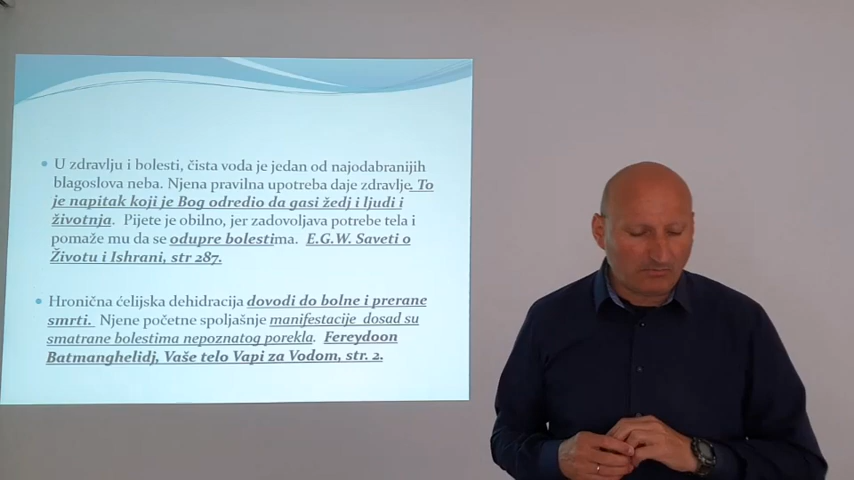 U zdravlju i bolesti, čista voda je jedan od najodabranijih
blagoslova neba. Njena pravilna upotreba daje zdravlje. To
je napitak koji je Bog odredio da gasi žedj i ljudi i
životnja. Pijete je obilno, jer zadovoljava potrebe tela i
pomaže mu da se odupre bolestima. E.G.W. Saveti o
Životu i Ishrani, str 287.
Hronična ćelijska dehidracija dovodi do bolne i prerane
smrti. Njene početne spoljašnje manifestacije dosad su
smatrane bolestima nepoznatog porekla. Fereydoon
Batmanghelidj, Vaše telo Vapi za Vodom, str. 2.